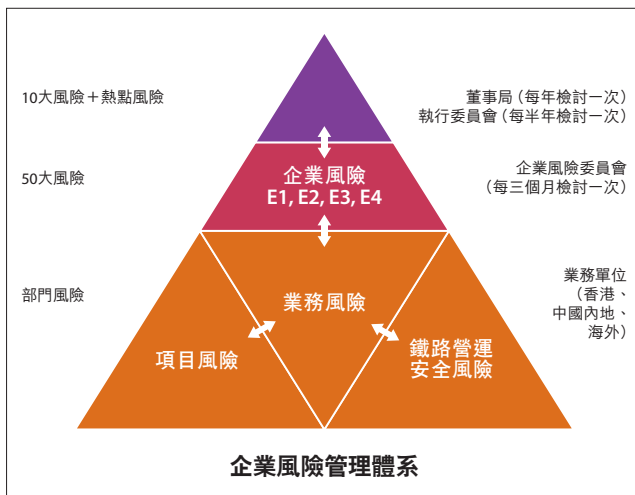 10大風險＋熱點風險
董事局（每年檢討一次）
執行委員會（每半年檢討一次）
50大風險
企業風險
E1, E2, E3, E4
企業風險委員會
（每三個月檢討一次）
部門風險
業務風險
項目風險
鐵路營運
安全風險
業務單位
（香港、
中國內地、
海外）
企業風險管理體系